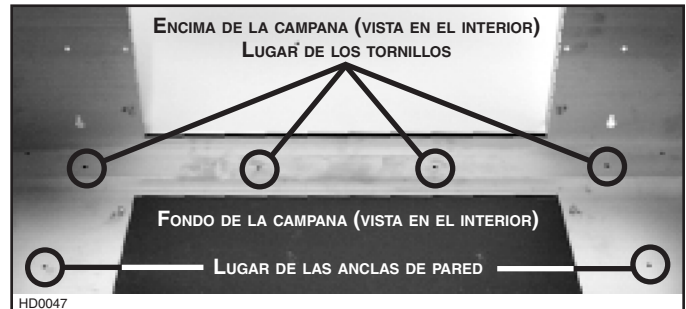 ENCIMA DE LA CAMPANA (VISTA EN EL INTERIOR)
LUGAR DE LOS TORNILLOS
FONDO DE LA CAMPANA (VISTA EN EL INTERIOR)
LUGAR DE LAS ANCLAS DE PARED
HD0047